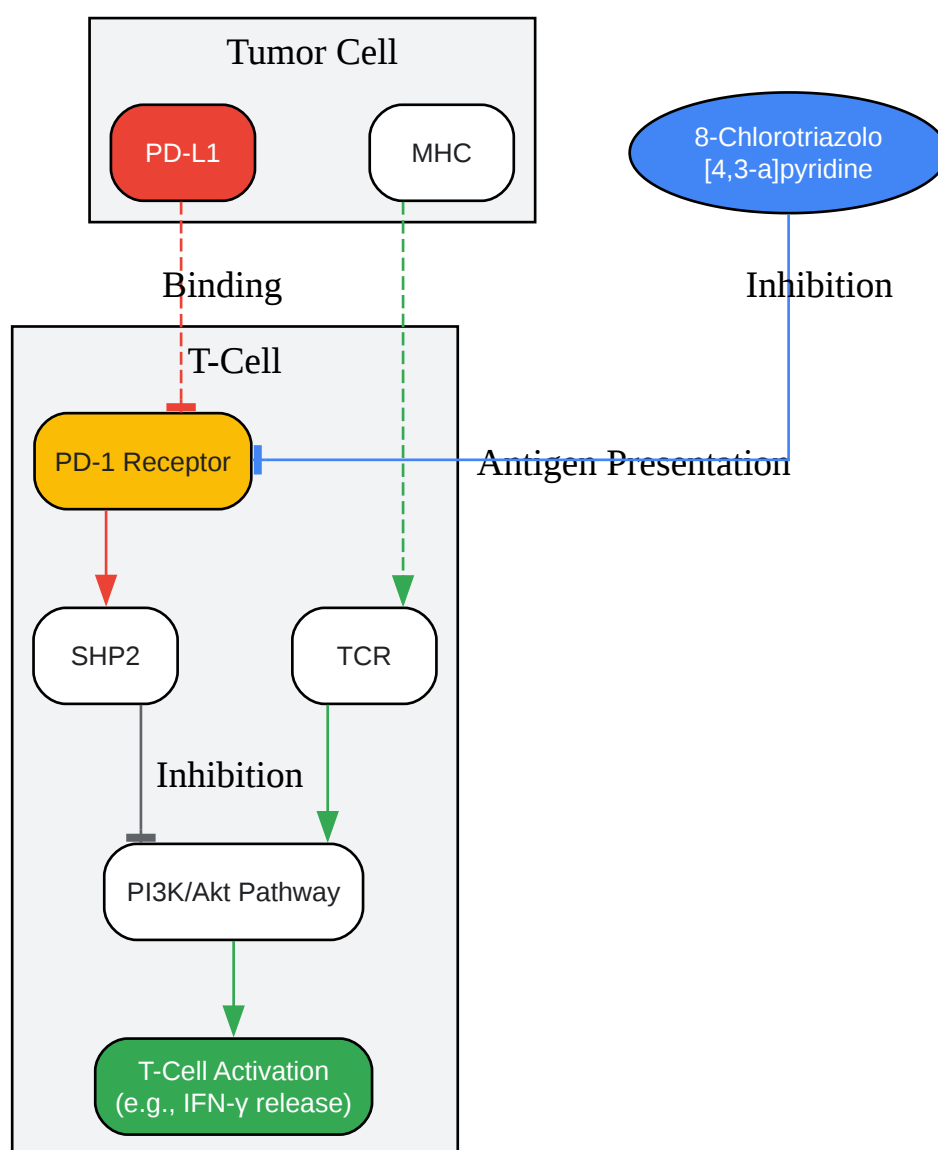 Tumor Cell
PD-L1
MHC
8-Chlorotriazolo
[4,3-a]pyridine
Binding
Inhibition
T-Cell
PD-1 Receptor
Antigen Presentation
SHP2
TCR
Inhibition
PI3K/Akt Pathway
T-Cell Activation
(e.g., IFN-γ release)